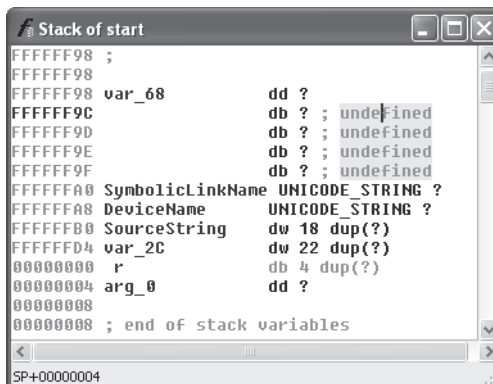 Stack of start
FFFFFF98 ;
FFFFFF98
FFFFFF98 var_68 dd ?
FFFFFF9C db ? ; undefined
FFFFFF9D db ? ; undefined
FFFFFF9E db ? ; undefined
FFFFFF9F db ? ; undefined
FFFFFFA0 SymbolicLinkName UNICODE_STRING ?
FFFFFFA8 DeviceName UNICODE_STRING ?
FFFFFFB0 SourceString dw 18 dup(?)
FFFFFFD4 var_2C dw 22 dup(?)
00000000 r db 4 dup(?)
00000004 arg_0 dd ?
00000008
00000008 ; end of stack variables
SP+00000004